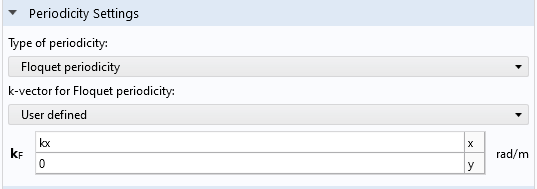 Periodicity Settings
Type of periodicity:
Floquet periodicity
k-vector for Floquet periodicity:
User defined
kF kx x rad/m
0 y